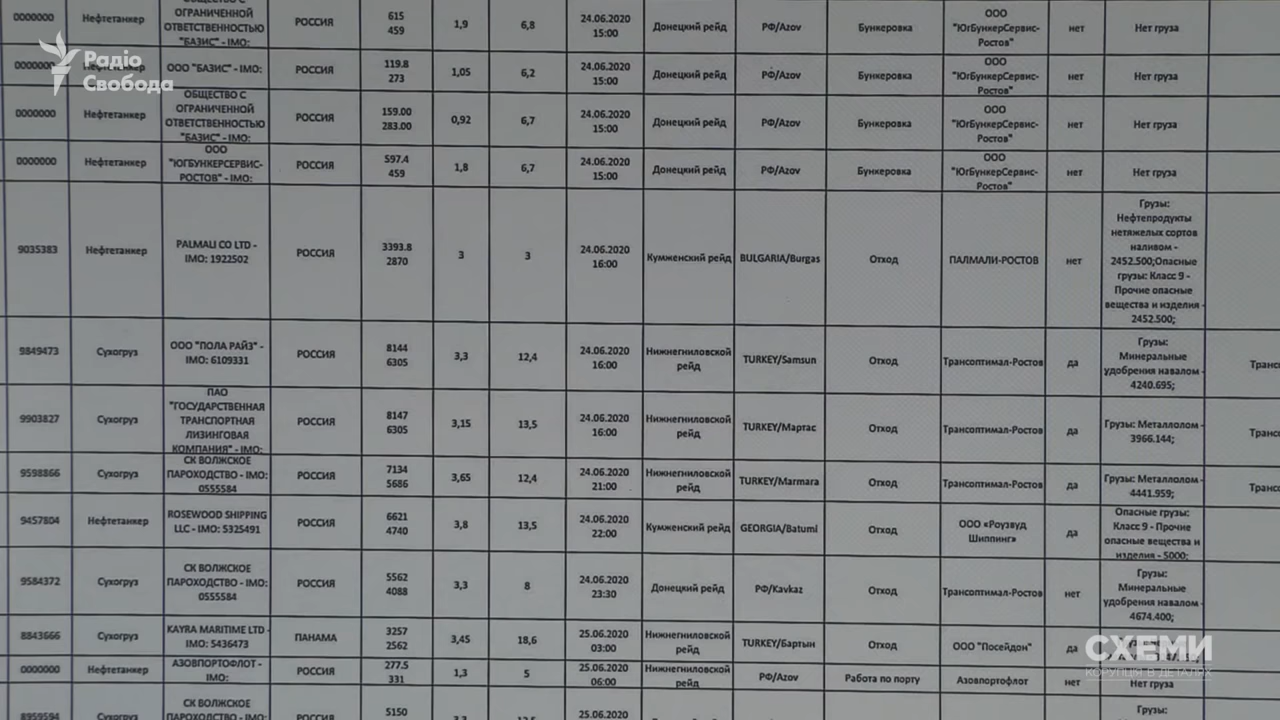 ОБЩЕСТВО С
0000000 Нефтетанкер ОГРАНИЧЕННОЙ ОТВЕТСТВЕННОСТЬЮ "БАЗИС" - IMO: РОССИЯ 615 459 1,9 6,8 24.06.2020 15:00 Донецкий рейд РФ/Azov Бункеровка ООО "ЮгБункерСервис-Ростов" нет Нет груза
Радіо
Свобода
0000000 Нефтетанкер ООО "БАЗИС" - IMO: РОССИЯ 119.8 273 1,05 6,2 24.06.2020 15:00 Донецкий рейд РФ/Azov Бункеровка ООО "ЮгБункерСервис-Ростов" нет Нет груза
0000000 Нефтетанкер ОБЩЕСТВО С ОГРАНИЧЕННОЙ ОТВЕТСТВЕННОСТЬЮ "БАЗИС" - IMO: РОССИЯ 159.00 283.00 0,92 6,7 24.06.2020 15:00 Донецкий рейд РФ/Azov Бункеровка ООО "ЮгБункерСервис-Ростов" нет Нет груза
0000000 Нефтетанкер ООО "ЮГБУНКЕРСЕРВИС-РОСТОВ" - IMO: РОССИЯ 597.4 459 1,8 6,7 24.06.2020 15:00 Донецкий рейд РФ/Azov Бункеровка ООО "ЮгБункерСервис-Ростов" нет Нет груза
9035383 Нефтетанкер PALMALI CO LTD - IMO: 1922502 РОССИЯ 3393.8 2870 3 3 24.06.2020 16:00 Кумженский рейд BULGARIA/Burgas Отход ПАЛМАЛИ-РОСТОВ нет Грузы: Нефтепродукты нетяжелых сортов наливом - 2452.500;Опасные грузы: Класс 9 - Прочие опасные вещества и изделия - 2452.500;
9849473 Сухогруз ООО "ПОЛА РАЙЗ" - IMO: 6109331 РОССИЯ 8144 6305 3,3 12,4 24.06.2020 16:00 Нижнегниловской рейд TURKEY/Samsun Отход Трансоптимал-Ростов да Грузы: Минеральные удобрения навалом - 4240.695;
9903827 Сухогруз ПАО "ГОСУДАРСТВЕННАЯ ТРАНСПОРТНАЯ ЛИЗИНГОВАЯ КОМПАНИЯ" - IMO: РОССИЯ 8147 6305 3,15 13,5 24.06.2020 16:00 Нижнегниловской рейд TURKEY/Мартас Отход Трансоптимал-Ростов да Грузы: Металлолом - 3966.144;
9598866 Сухогруз СК ВОЛЖСКОЕ ПАРОХОДСТВО - IMO: 0555584 РОССИЯ 7134 5686 3,65 12,4 24.06.2020 21:00 Нижнегниловской рейд TURKEY/Marmara Отход Трансоптимал-Ростов да Грузы: Металлолом - 4441.959;
9457804 Нефтетанкер ROSEWOOD SHIPPING LLC - IMO: 5325491 РОССИЯ 6621 4740 3,8 13,5 24.06.2020 22:00 Кумженский рейд GEORGIA/Batumi Отход ООО «Роузвуд Шиппинг» да Опасные грузы: Класс 9 - Прочие опасные вещества и изделия - 5000;
9584372 Сухогруз СК ВОЛЖСКОЕ ПАРОХОДСТВО - IMO: 0555584 РОССИЯ 5562 4088 3,3 8 24.06.2020 23:30 Донецкий рейд РФ/Kavkaz Отход Трансоптимал-Ростов нет Грузы: Минеральные удобрения навалом - 4674.400;
8843666 Сухогруз KAYRA MARITIME LTD - IMO: 5436473 ПАНАМА 3257 2562 3,45 18,6 25.06.2020 03:00 Нижнегниловской рейд TURKEY/Бартын Отход ООО "Посейдон" да
СХЕМИ
КОРУПЦІЯ В ДЕТАЛЯХ
0000000 Нефтетанкер АЗОВПОРТОФЛОТ - IMO: РОССИЯ 277.5 331 1,3 5 25.06.2020 06:00 Нижнегниловской рейд РФ/Azov Работа по порту Азовпортофлот нет Нет груза
8959594 Сухогруз СК ВОЛЖСКОЕ ПАРОХОДСТВО - IMO: РОССИЯ 5150 3,3 25.06.2020 Грузы: